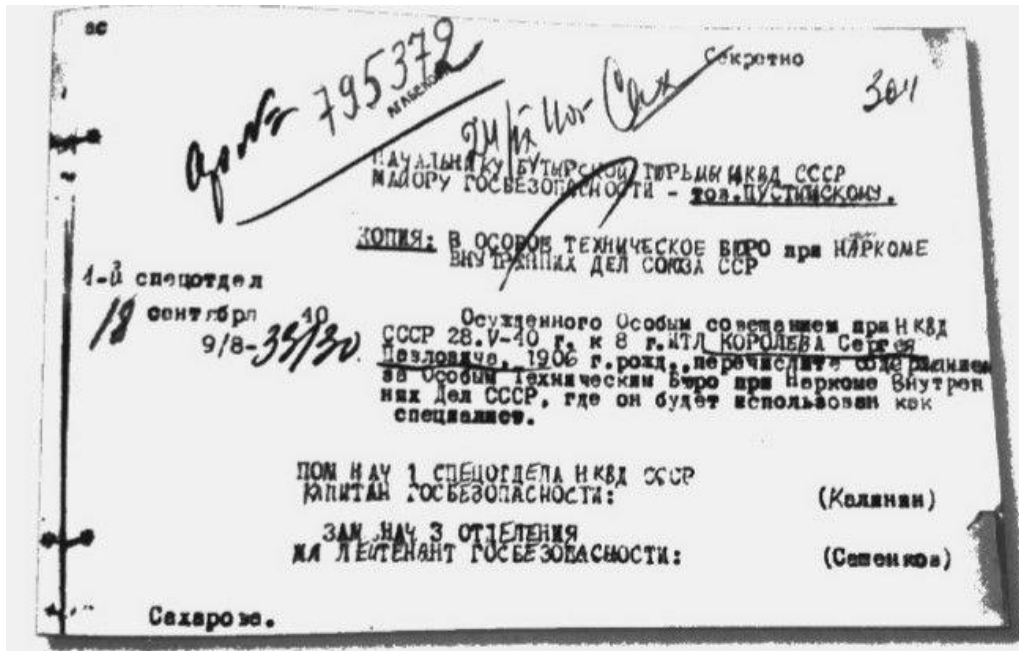 вс
Секретно
795372
304
НАЧАЛЬНИКУ БУТЫРСКОЙ ТЮРЬМЫ НКВД СССР
МАЙОРУ ГОСБЕЗОПАСНОСТИ - тов.ПУСТЫНСКОМУ.
КОПИЯ: В ОСОБОЕ ТЕХНИЧЕСКОЕ БЮРО при НАРКОМЕ
ВНУТРЕННИХ ДЕЛ СОЮЗА ССР
1-й спецотдел
18 сентября 40
9/8-
Осужденного Особым совещанием при НКВД
СССР 28.V-40 г. к 8 г.ИТЛ КОРОЛЕВА Сергея
Павловича, 1906 г.рожд., перечислите содержанием
за Особым Техническим Бюро при Наркоме Внутрен
них Дел СССР, где он будет использован как
специалист.
ПОМ НАЧ 1 СПЕЦОТДЕЛА НКВД СССР
КАПИТАН ГОСБЕЗОПАСНОСТИ: (Калинин)
ЗАМ НАЧ 3 ОТДЕЛЕНИЯ
МЛ ЛЕЙТЕНАНТ ГОСБЕЗОПАСНОСТИ: (Сешенков)
Сахарова.